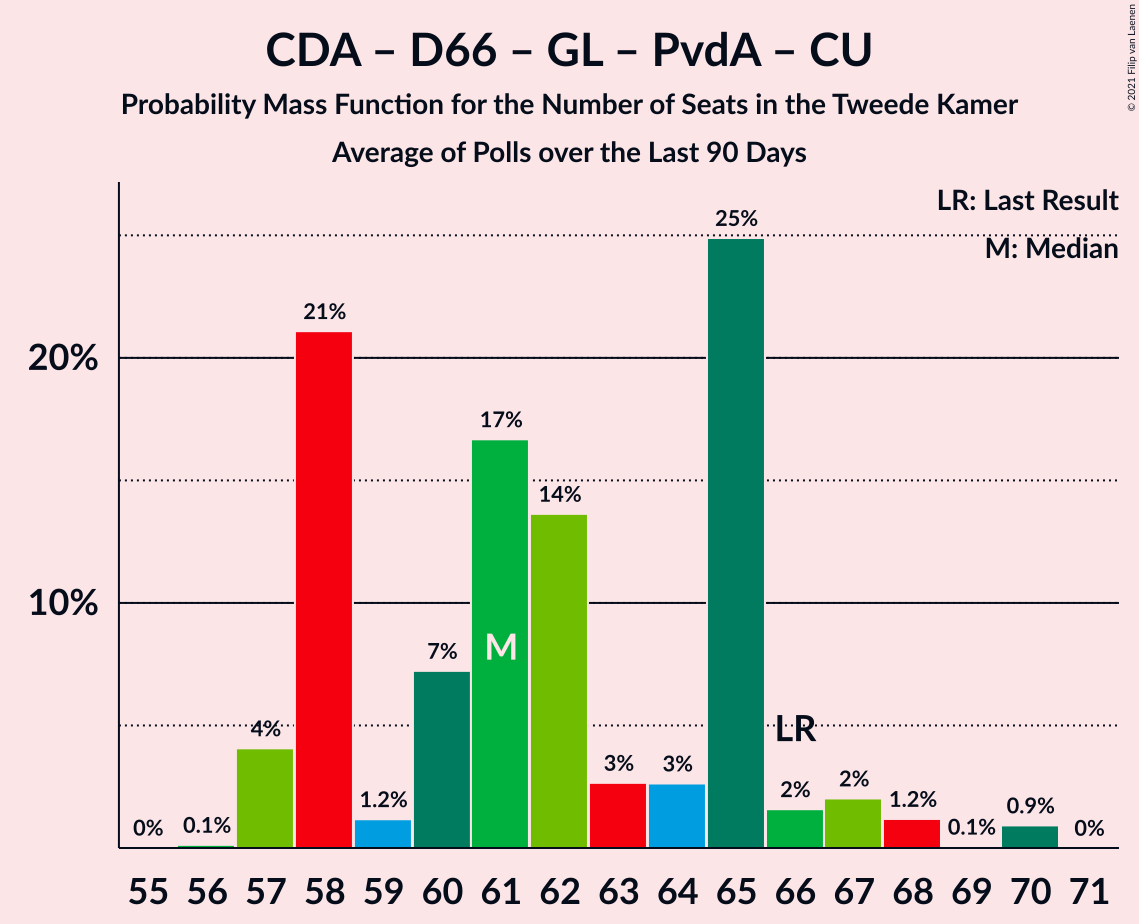 CDA – D66 – GL – PvdA – CU
Probability Mass Function for the Number of Seats in the Tweede Kamer
Average of Polls over the Last 90 Days
© 2021 Filip van Laenen
LR: Last Result
M: Median
20%
10%
0%
0.1%
4%
21%
1.2%
7%
17%
14%
3%
3%
25%
2%
2%
1.2%
0.1%
0.9%
0%
M
LR
55 56 57 58 59 60 61 62 63 64 65 66 67 68 69 70 71